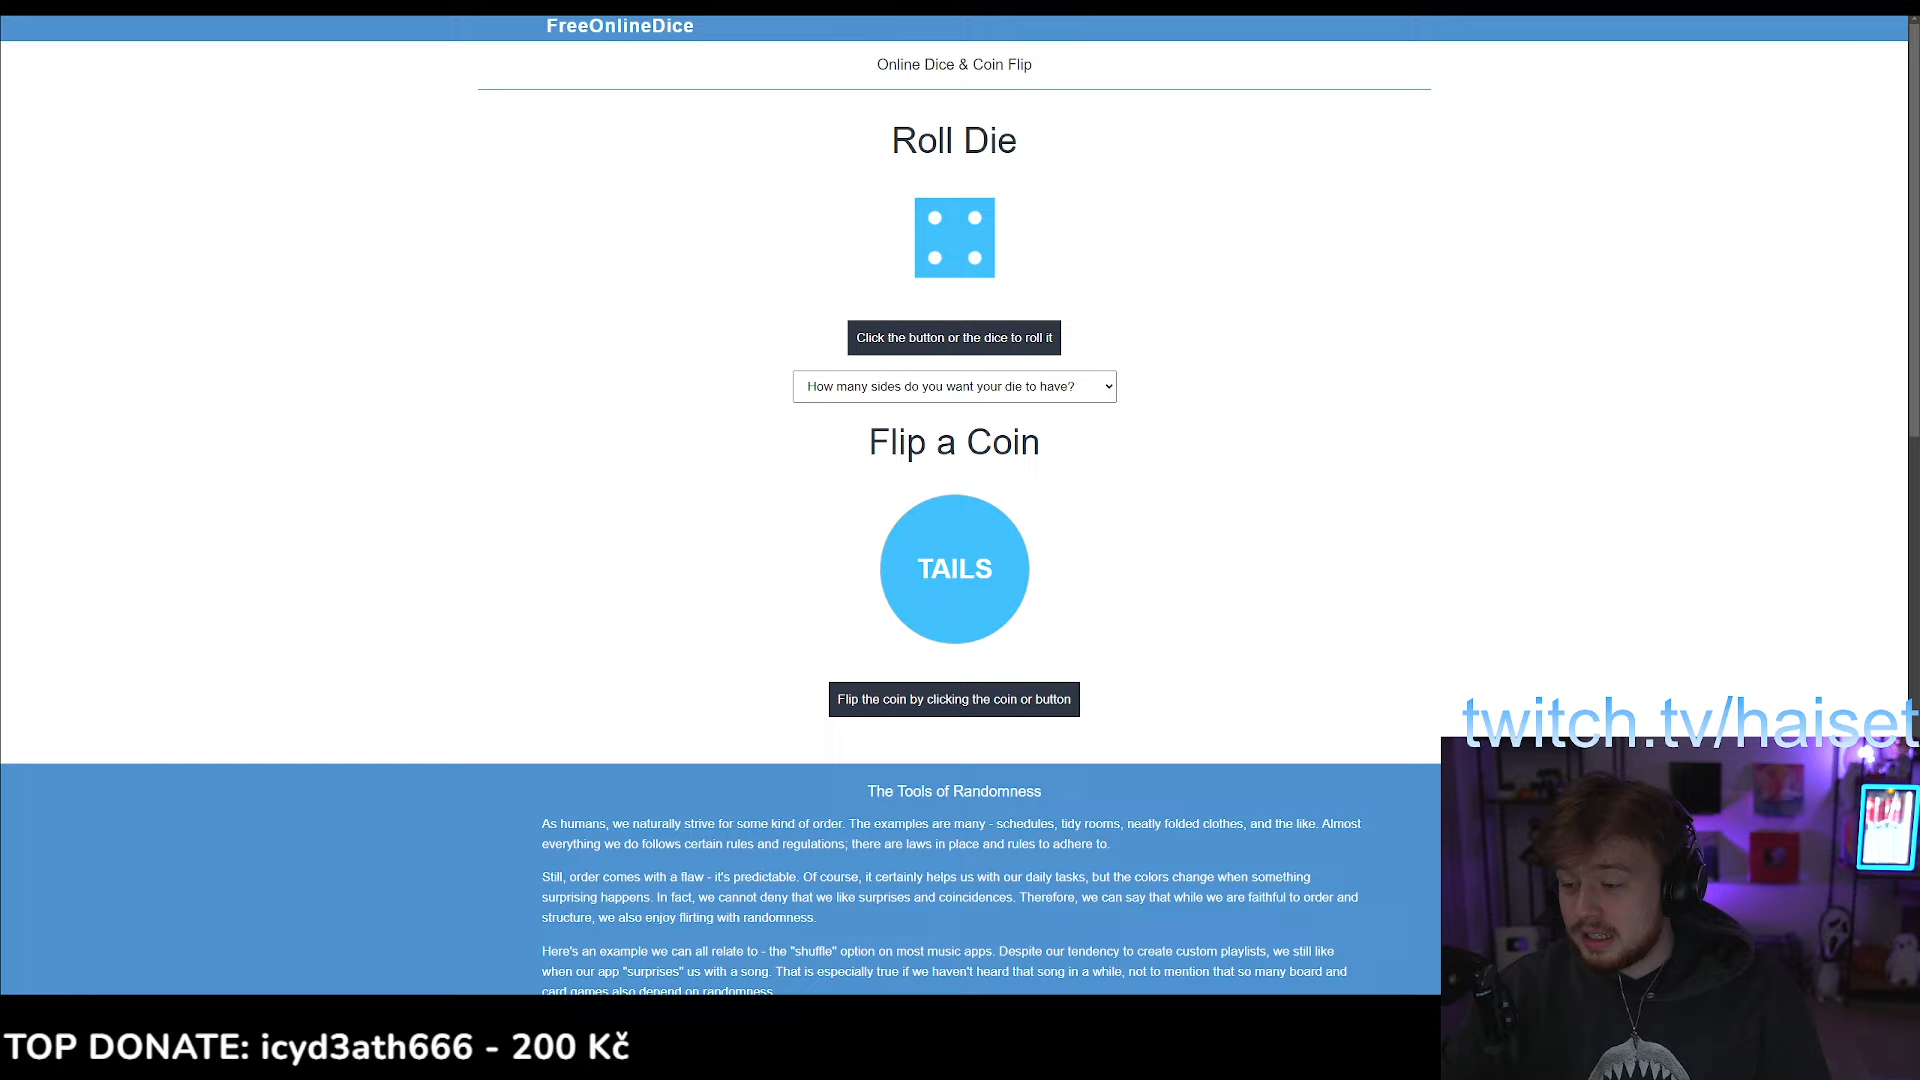 FreeOnlineDice
Online Dice & Coin Flip
Roll Die
Click the button or the dice to roll it
How many sides do you want your die to have?
Flip a Coin
TAILS
Flip the coin by clicking the coin or button
twitch.tv/haiset
The Tools of Randomness
As humans, we naturally strive for some kind of order. The examples are many - schedules, tidy rooms, neatly folded clothes, and the like. Almost
everything we do follows certain rules and regulations; there are laws in place and rules to adhere to.
Still, order comes with a flaw - it's predictable. Of course, it certainly helps us with our daily tasks, but the colors change when something
surprising happens. In fact, we cannot deny that we like surprises and coincidences. Therefore, we can say that while we are faithful to order and
structure, we also enjoy flirting with randomness.
Here's an example we can all relate to - the "shuffle" option on most music apps. Despite our tendency to create custom playlists, we still like
when our app "surprises" us with a song. That is especially true if we haven't heard that song in a while, not to mention that so many board and
card games also depend on randomness.
TOP DONATE: icyd3ath666 - 200 Kč